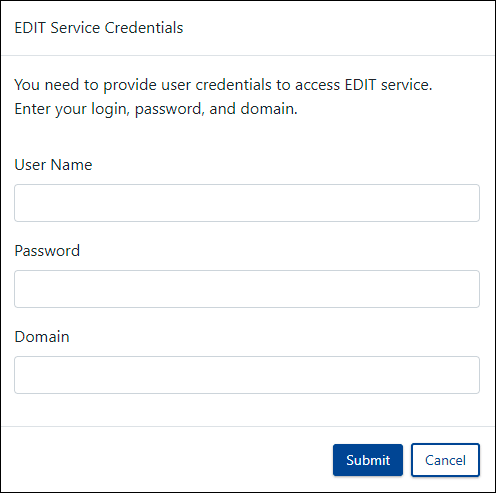 EDIT Service Credentials
You need to provide user credentials to access EDIT service.
Enter your login, password, and domain.
User Name
Password
Domain
Submit Cancel